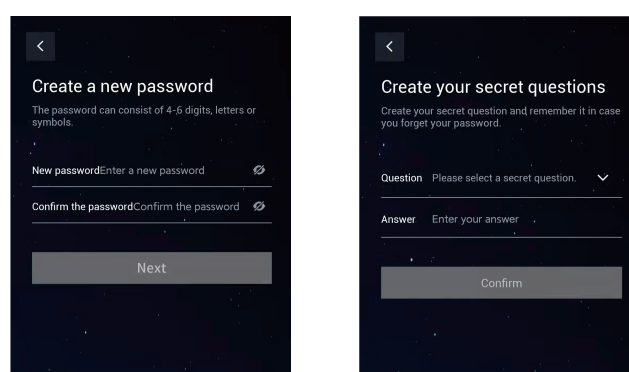 Create a new password
The password can consist of 4-6 digits, letters or
symbols.
New passwordEnter a new password
Confirm the passwordConfirm the password
Next
Create your secret questions
Create your secret question and remember it in case
you forget your password.
Question Please select a secret question.
Answer Enter your answer
Confirm